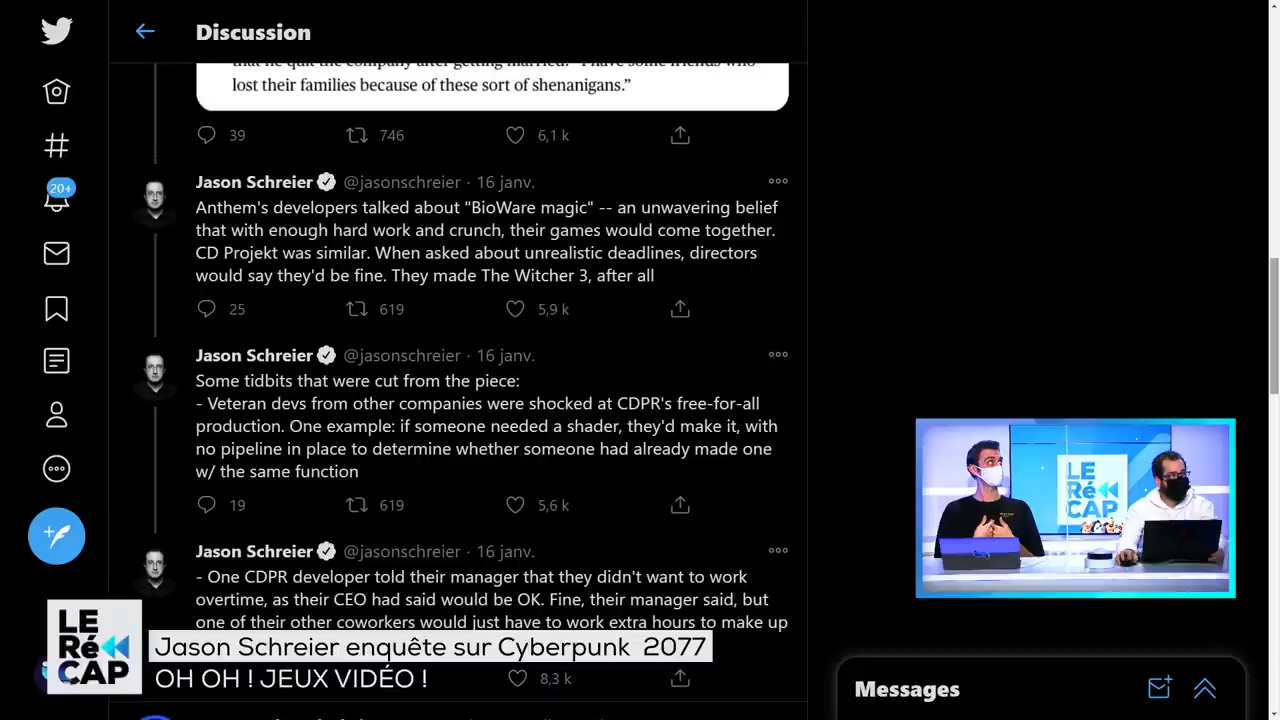 Discussion
that he quit the company after getting married. “I have some friends who
lost their families because of these sort of shenanigans.”
39 746 6,1 k
Jason Schreier @jasonschreier · 16 janv.
Anthem's developers talked about "BioWare magic" -- an unwavering belief
that with enough hard work and crunch, their games would come together.
CD Projekt was similar. When asked about unrealistic deadlines, directors
would say they'd be fine. They made The Witcher 3, after all
25 619 5,9 k
Jason Schreier @jasonschreier · 16 janv.
Some tidbits that were cut from the piece:
- Veteran devs from other companies were shocked at CDPR's free-for-all
production. One example: if someone needed a shader, they'd make it, with
no pipeline in place to determine whether someone had already made one
w/ the same function
19 619 5,6 k
Jason Schreier @jasonschreier · 16 janv.
- One CDPR developer told their manager that they didn't want to work
overtime, as their CEO had said would be OK. Fine, their manager said, but
one of their other coworkers would just have to work extra hours to make up
8,3 k
20+
LE
Ré
CAP
Jason Schreier enquête sur Cyberpunk 2077
OH OH ! JEUX VIDÉO !
LE
Ré
CAP
Messages